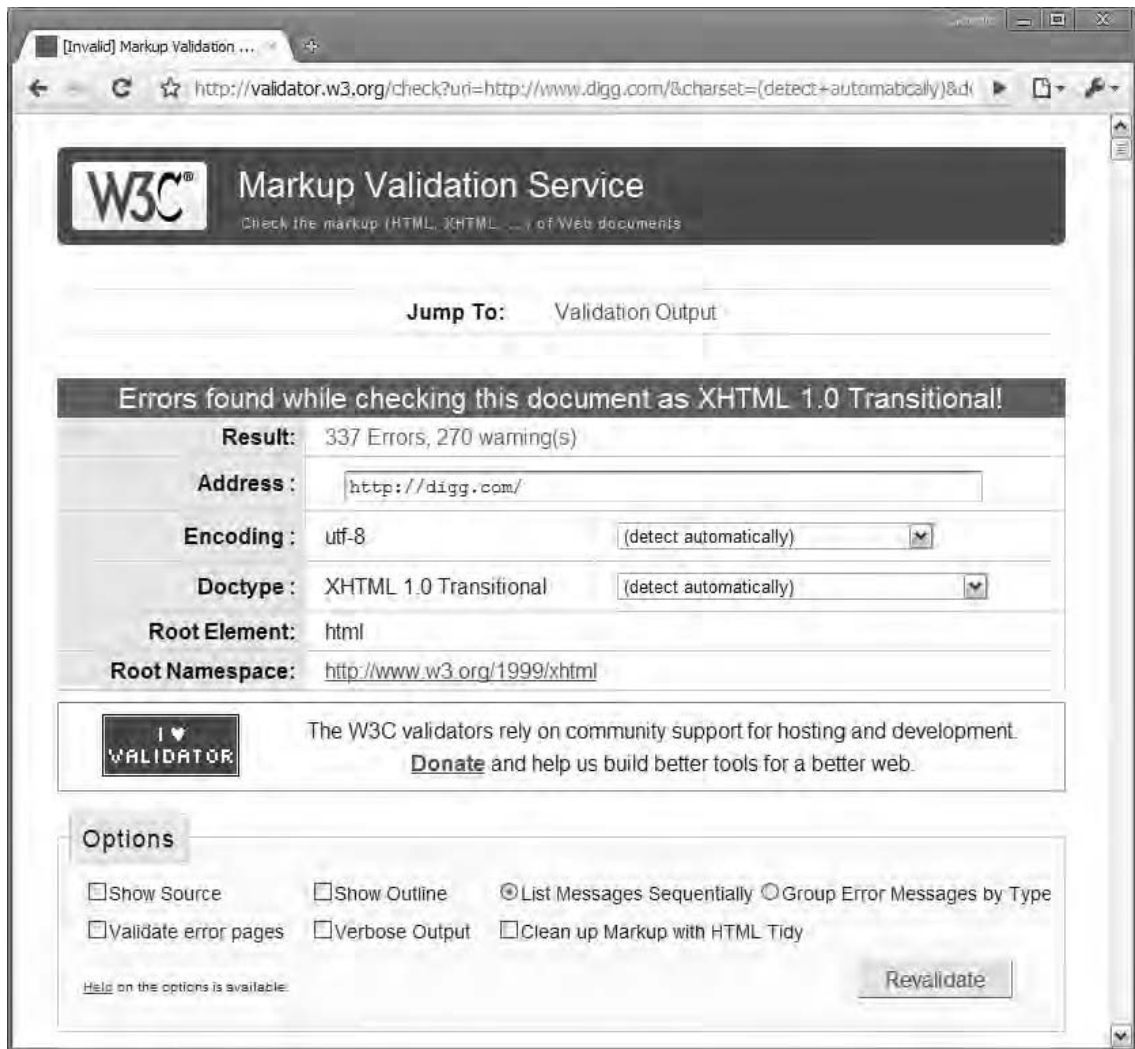 [Invalid] Markup Validation ...
http://validator.w3.org/check?uri=http://www.digg.com/&charset=(detect+automatically)&d
W3C®
Markup Validation Service
Check the markup (HTML, XHTML, ...) of Web documents
Jump To: Validation Output
Errors found while checking this document as XHTML 1.0 Transitional!
Result: 337 Errors, 270 warning(s)
Address : http://digg.com/
Encoding : utf-8 (detect automatically)
Doctype : XHTML 1.0 Transitional (detect automatically)
Root Element: html
Root Namespace: http://www.w3.org/1999/xhtml
I ♥
VALIDATOR
The W3C validators rely on community support for hosting and development.
Donate and help us build better tools for a better web.
Options
Show Source Show Outline List Messages Sequentially Group Error Messages by Type
Validate error pages Verbose Output Clean up Markup with HTML Tidy
Help on the options is available.
Revalidate